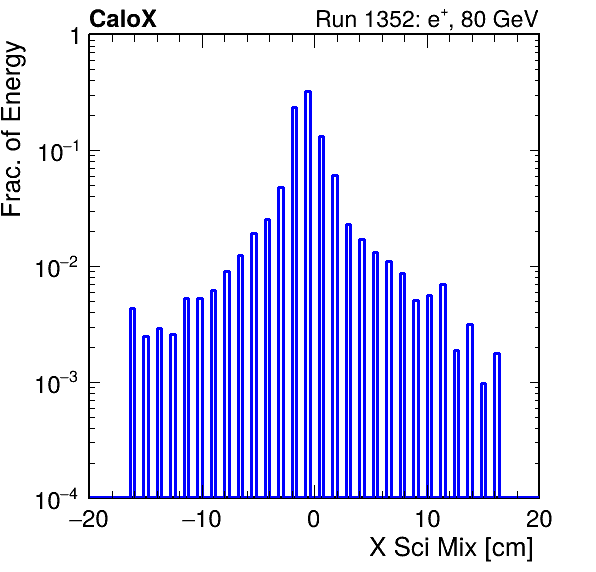 CaloX Run 1352: e⁺, 80 GeV
Frac. of Energy
1
10⁻¹
10⁻²
10⁻³
10⁻⁴
−20 −10 0 10 20
X Sci Mix [cm]